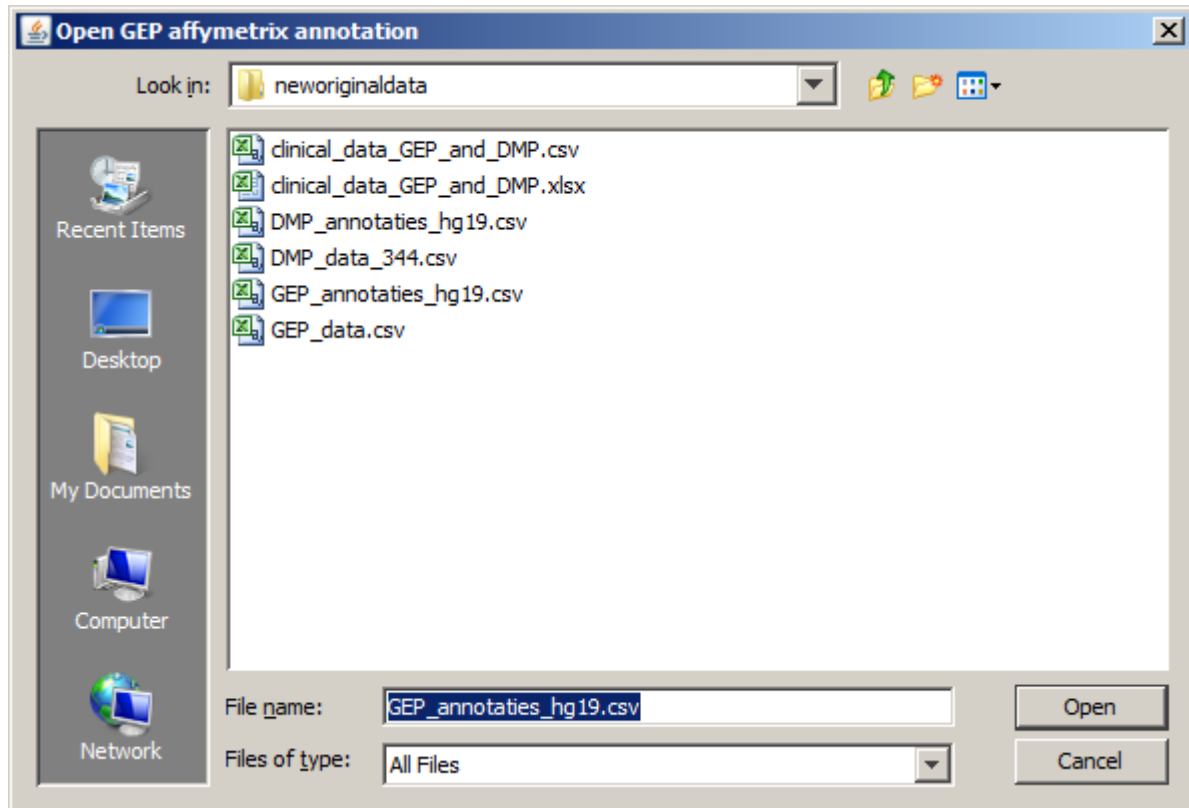 Open GEP affymetrix annotation
Look in:
neworiginaldata
Recent Items
Desktop
My Documents
Computer
Network
clinical_data_GEP_and_DMP.csv
clinical_data_GEP_and_DMP.xlsx
DMP_annotaties_hg19.csv
DMP_data_344.csv
GEP_annotaties_hg19.csv
GEP_data.csv
File name:
GEP_annotaties_hg19.csv
Open
Files of type:
All Files
Cancel